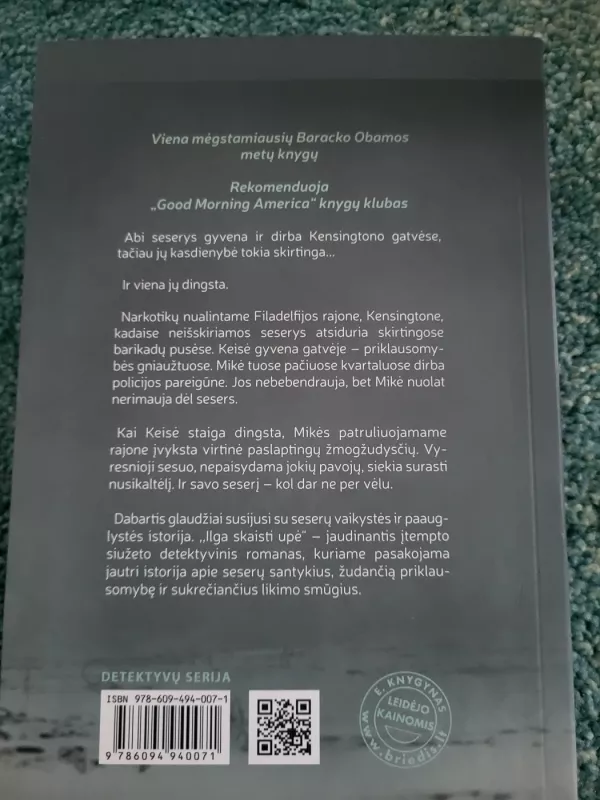 Viena mėgstamiausių Baracko Obamos
metų knygų
Rekomenduoja
„Good Morning America“ knygų klubas
Abi seserys gyvena ir dirba Kensingtono gatvėse,
tačiau jų kasdienybė tokia skirtinga...
Ir viena jų dingsta.
Narkotikų nualintame Filadelfijos rajone, Kensingtone,
kadaise neišskiriamos seserys atsiduria skirtingose
barikadų pusėse. Keisė gyvena gatvėje – priklausomy-
bės gniaužtuose. Mikė tuose pačiuose kvartaluose dirba
policijos pareigūne. Jos nebebendrauja, bet Mikė nuolat
nerimauja dėl sesers.
Kai Keisė staiga dingsta, Mikės patruliuojamame
rajone įvyksta virtinė paslaptingų žmogžudysčių. Vy-
resnioji sesuo, nepaisydama jokių pavojų, siekia surasti
nusikaltėlį. Ir savo seserį – kol dar ne per vėlu.
Dabartis glaudžiai susijusi su seserų vaikystės ir paaug-
lystės istorija. „Ilga skaisti upė“ – jaudinantis įtempto
siužeto detektyvinis romanas, kuriame pasakojama
jautri istorija apie seserų santykius, žudančią priklau-
somybę ir sukrečiančius likimo smūgius.
DETEKTYVŲ SERIJA
ISBN 978-609-494-007-1
9 786094 940071
E. KNYGYNAS
LEIDĖJO
KAINOMIS
www.briedis.lt